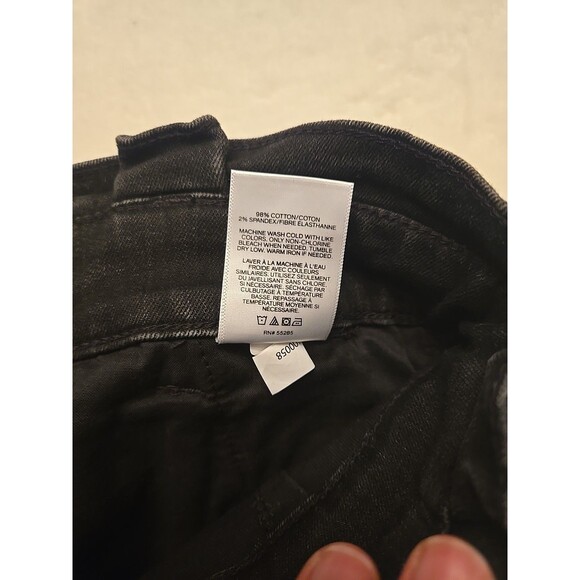 98% COTTON/COTON
2% SPANDEX/FIBRE ÉLASTHANNE
MACHINE WASH COLD WITH LIKE
COLORS. ONLY NON-CHLORINE
BLEACH WHEN NEEDED. TUMBLE
DRY LOW. WARM IRON IF NEEDED.
LAVER À LA MACHINE À L'EAU
FROIDE AVEC COULEURS
SIMILAIRES. UTILISEZ SEULEMENT
DU JAVELLISANT SANS CHLORE,
SI NECESSAIRE. SÉCHAGE PAR
CULBUTAGE À TEMPÉRATURE
BASSE. REPASSAGE À
TEMPÉRATURE MOYENNE SI
NECESSAIRE.
RN# 55285